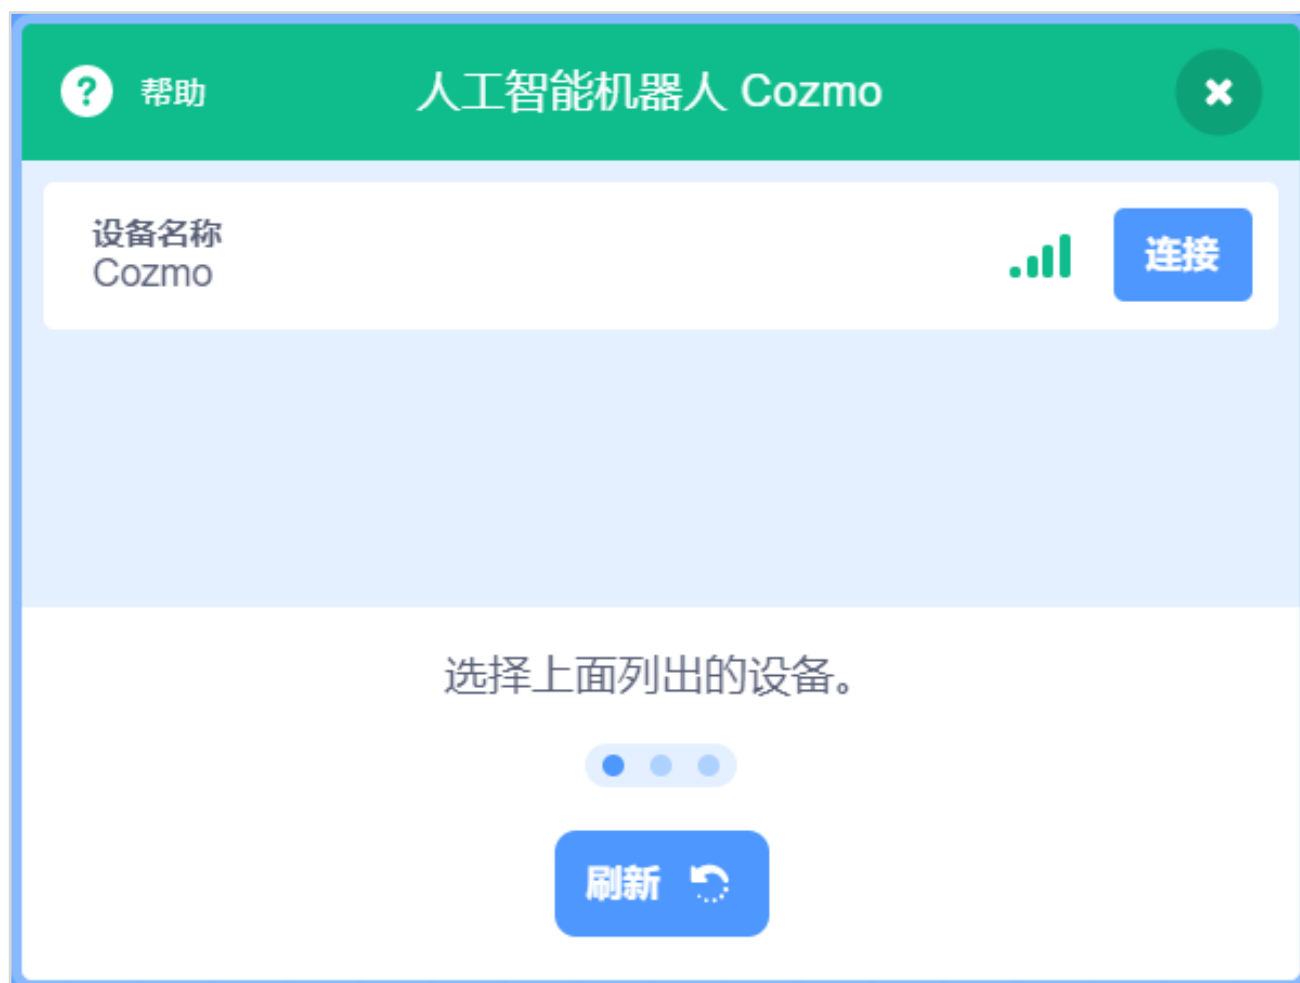 帮助
人工智能机器人 Cozmo
设备名称
Cozmo
连接
选择上面列出的设备。
刷新